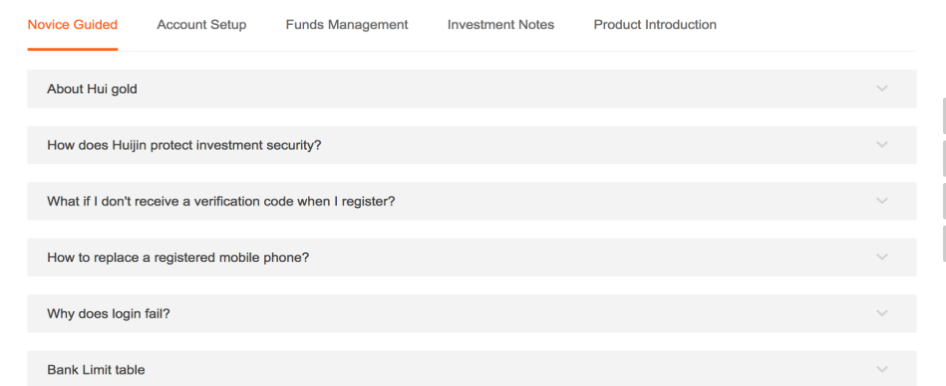 Novice Guided Account Setup Funds Management Investment Notes Product Introduction
About Hui gold
How does Huijin protect investment security?
What if I don't receive a verification code when I register?
How to replace a registered mobile phone?
Why does login fail?
Bank Limit table